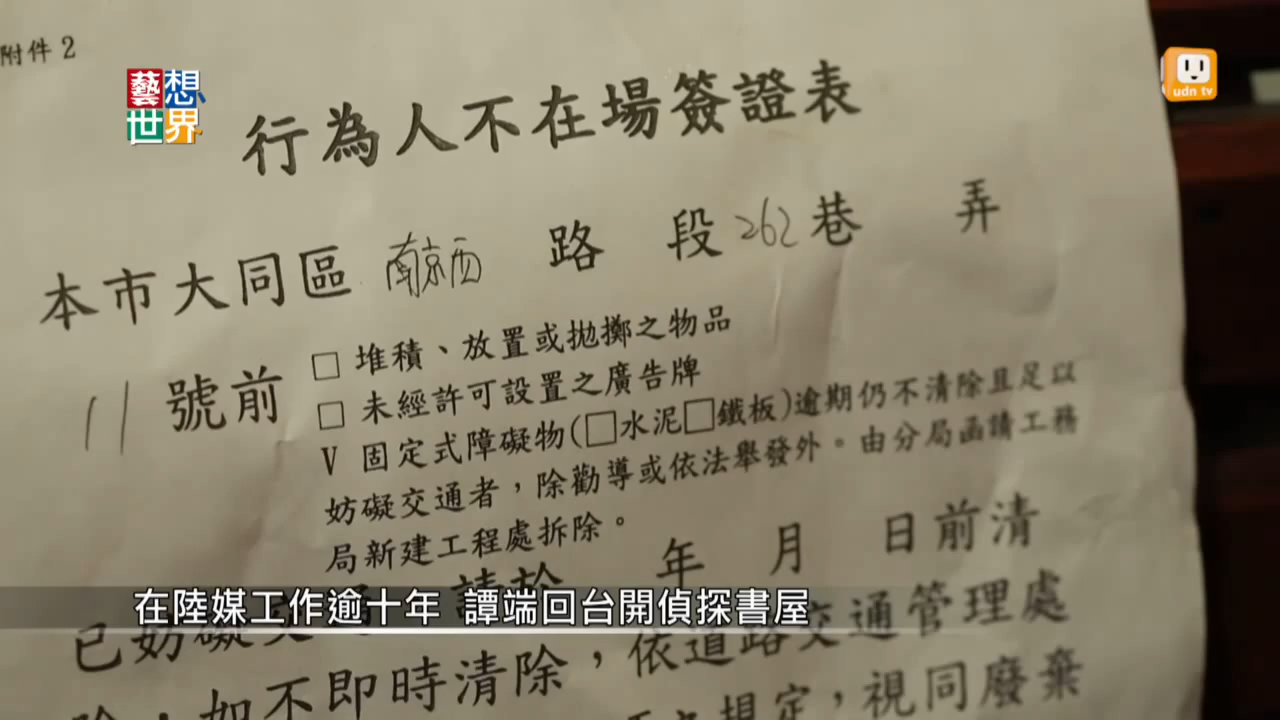 附件2
藝想
世界
udn tv
行為人不在場簽證表
本市大同區 南京西 路 段 262 巷 弄
11 號前
□ 堆積、放置或拋擲之物品
□ 未經許可設置之廣告牌
V 固定式障礙物(□水泥□鐵板)逾期仍不清除且足以
妨礙交通者,除勸導或依法舉發外。由分局函請工務
局新建工程處拆除。
已妨礙 請於 年 月 日前清
在陸媒工作逾十年 譚端回台開偵探書屋
除,如不即時清除,依道路交通管理處
規定,視同廢棄